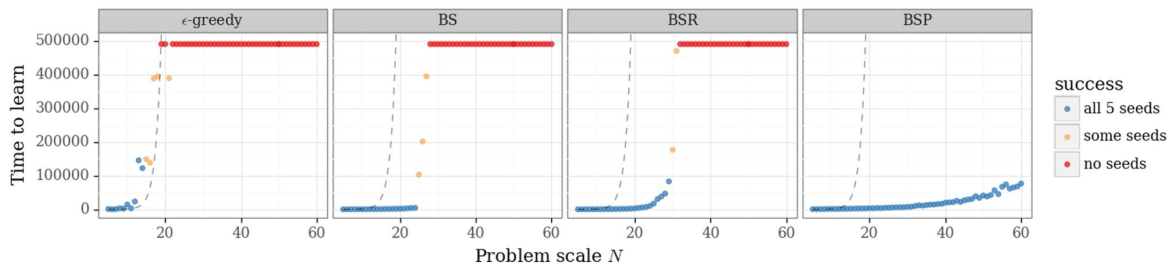 ϵ-greedy BS BSR BSP
500000
400000
300000
200000
100000
0
Time to learn
20 40 60 20 40 60 20 40 60 20 40 60
Problem scale N
success
all 5 seeds
some seeds
no seeds